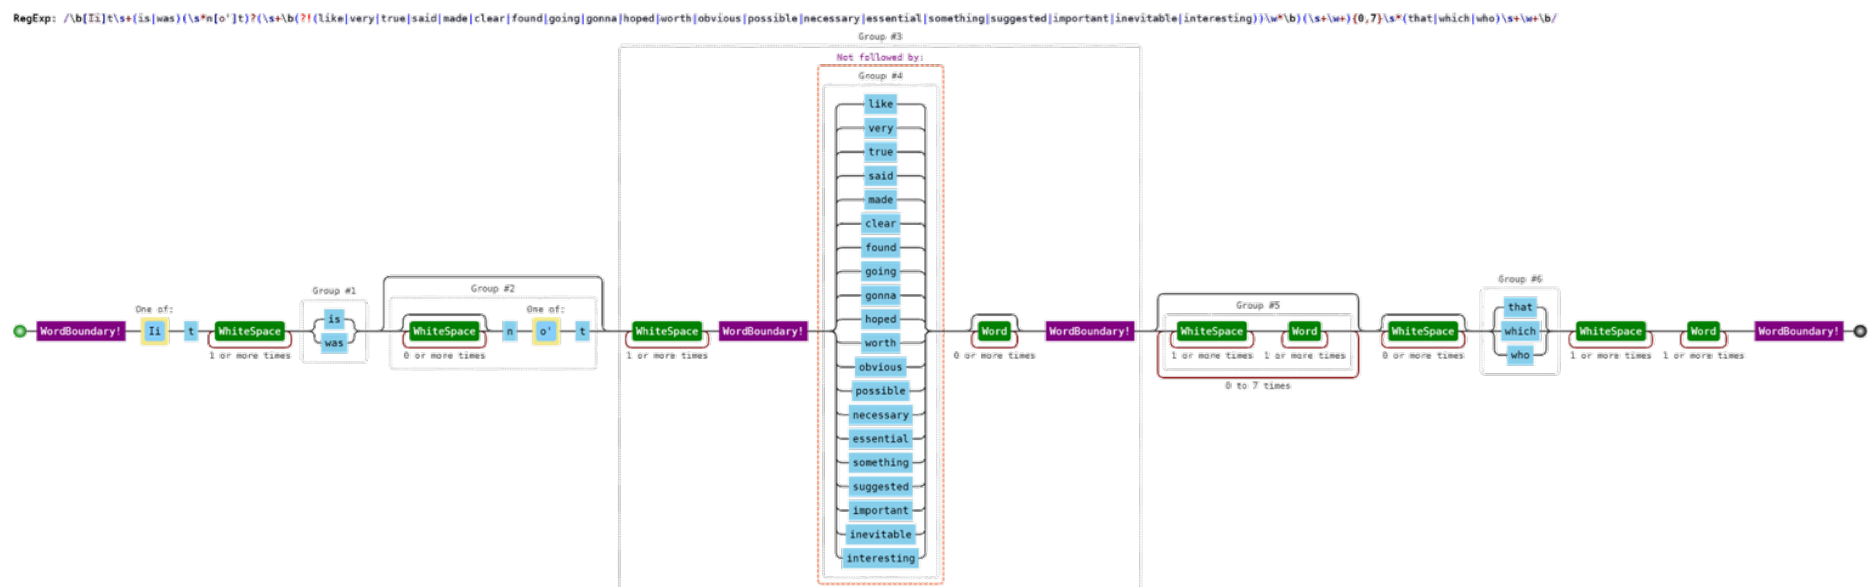 RegExp: /\b[Ii]t\s+(is|was)(\s*n[o']t)?(\s+\b(?!(like|very|true|said|made|clear|found|going|gonna|hoped|worth|obvious|possible|necessary|essential|something|suggested|important|inevitable|interesting))\w*\b)(\s+\w+){0,7}\s*(that|which|who)\s+\w+\b/
Group #3
Not followed by:
Group #4
like
very
true
said
made
clear
found
going
gonna
hoped
worth
obvious
possible
necessary
essential
something
suggested
important
inevitable
interesting
WordBoundary!
One of:
Ii
t
WhiteSpace
1 or more times
Group #1
is
was
Group #2
WhiteSpace
0 or more times
n
One of:
o'
t
WhiteSpace
1 or more times
WordBoundary!
Word
0 or more times
WordBoundary!
Group #5
WhiteSpace
1 or more times
Word
1 or more times
0 to 7 times
WhiteSpace
0 or more times
Group #6
that
which
who
WhiteSpace
1 or more times
Word
1 or more times
WordBoundary!